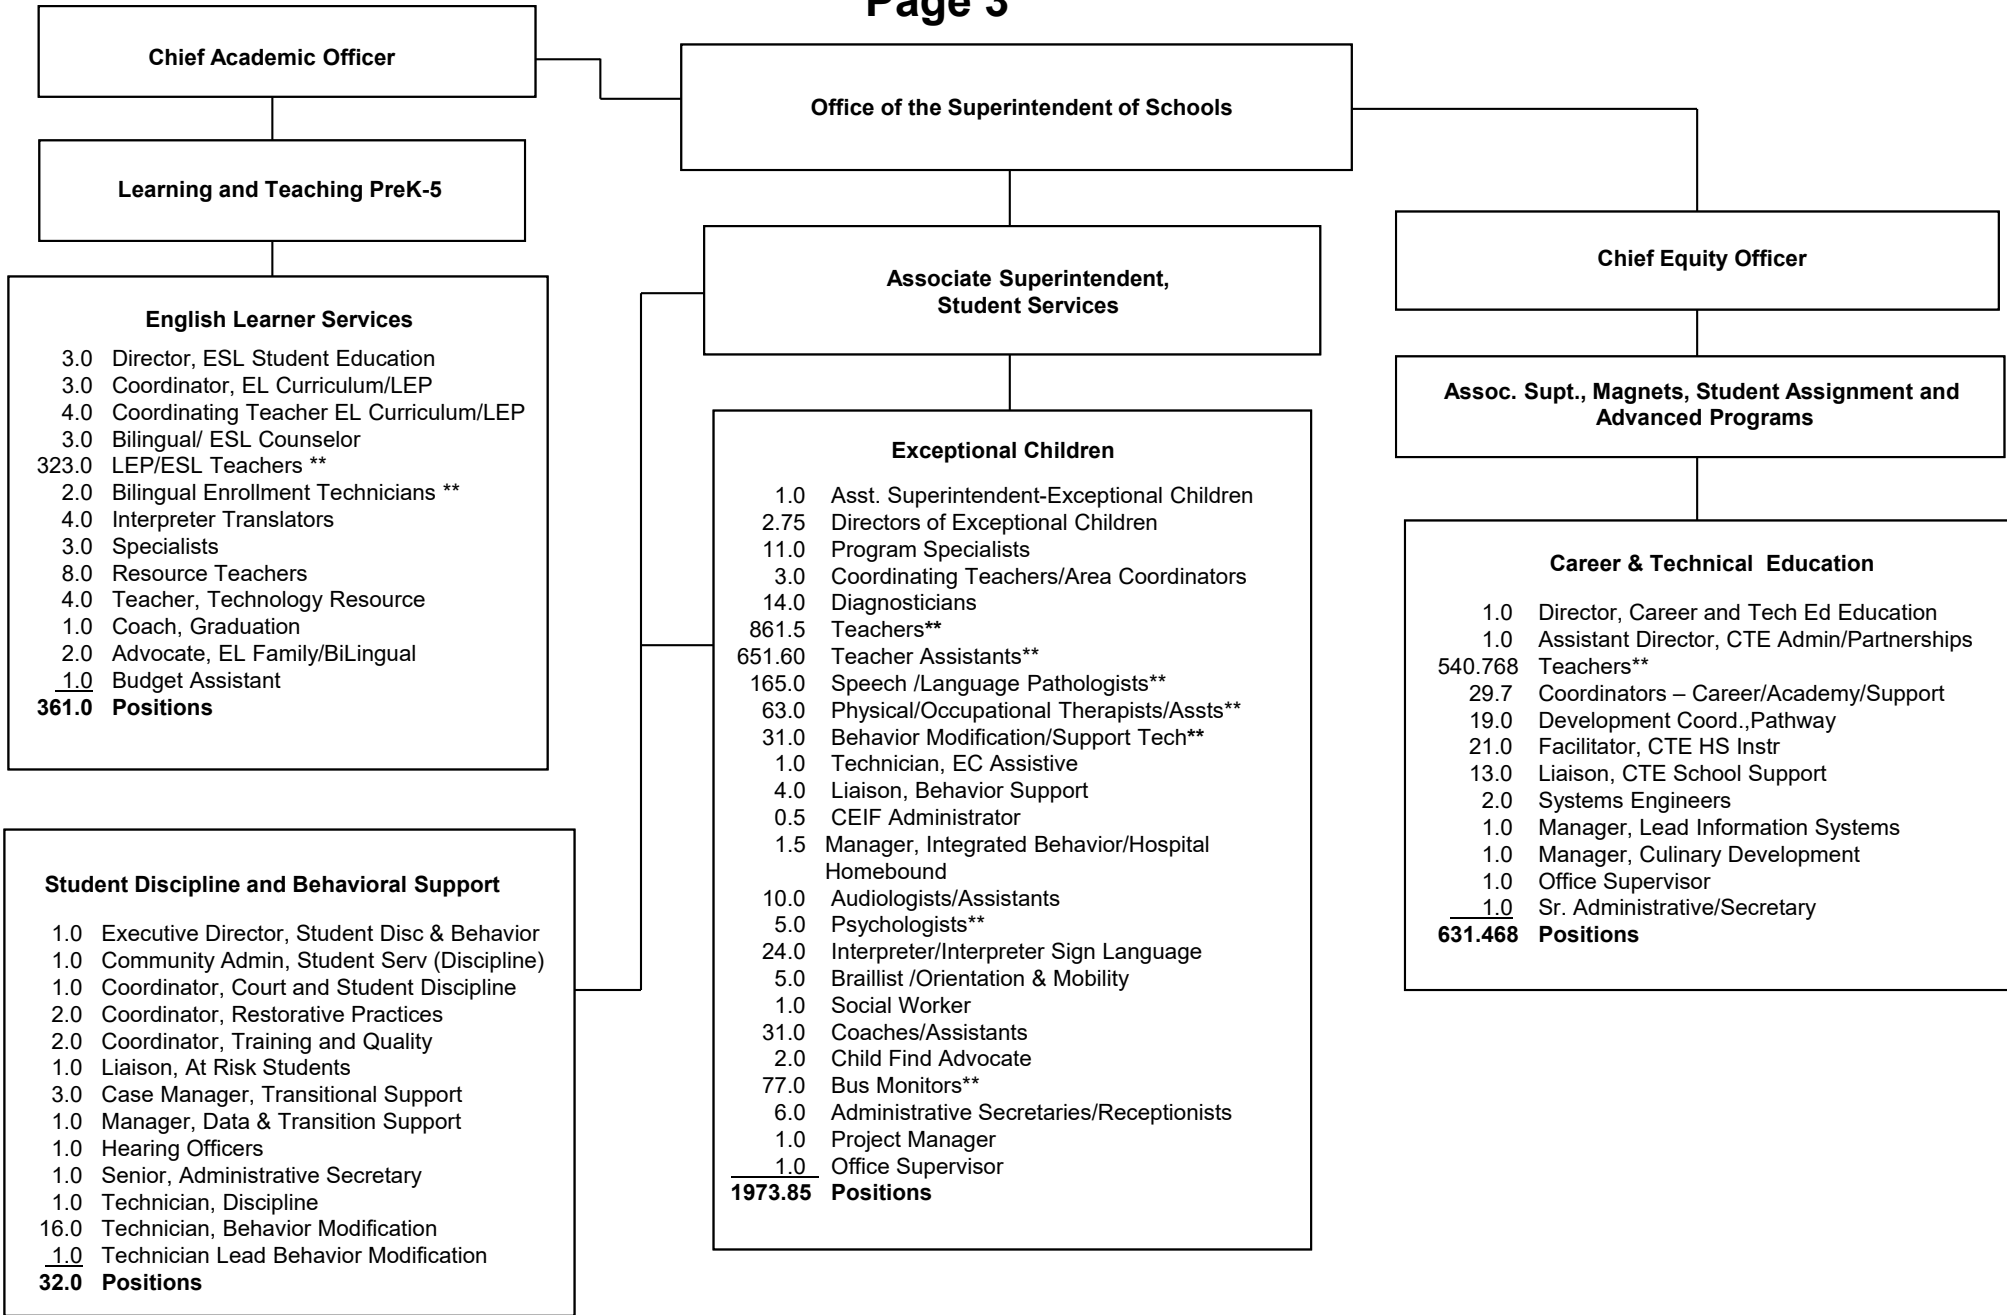 Page 3
Chief Academic Officer
Office of the Superintendent of Schools
Learning and Teaching PreK-5
Associate Superintendent,
Student Services
Chief Equity Officer
Assoc. Supt., Magnets, Student Assignment and
Advanced Programs
English Learner Services
3.0 Director, ESL Student Education
3.0 Coordinator, EL Curriculum/LEP
4.0 Coordinating Teacher EL Curriculum/LEP
3.0 Bilingual/ ESL Counselor
323.0 LEP/ESL Teachers **
2.0 Bilingual Enrollment Technicians **
4.0 Interpreter Translators
3.0 Specialists
8.0 Resource Teachers
4.0 Teacher, Technology Resource
1.0 Coach, Graduation
2.0 Advocate, EL Family/BiLingual
1.0 Budget Assistant
361.0 Positions
Student Discipline and Behavioral Support
1.0 Executive Director, Student Disc & Behavior
1.0 Community Admin, Student Serv (Discipline)
1.0 Coordinator, Court and Student Discipline
2.0 Coordinator, Restorative Practices
2.0 Coordinator, Training and Quality
1.0 Liaison, At Risk Students
3.0 Case Manager, Transitional Support
1.0 Manager, Data & Transition Support
1.0 Hearing Officers
1.0 Senior, Administrative Secretary
1.0 Technician, Discipline
16.0 Technician, Behavior Modification
1.0 Technician Lead Behavior Modification
32.0 Positions
Exceptional Children
1.0 Asst. Superintendent-Exceptional Children
2.75 Directors of Exceptional Children
11.0 Program Specialists
3.0 Coordinating Teachers/Area Coordinators
14.0 Diagnosticians
861.5 Teachers**
651.60 Teacher Assistants**
165.0 Speech /Language Pathologists**
63.0 Physical/Occupational Therapists/Assts**
31.0 Behavior Modification/Support Tech**
1.0 Technician, EC Assistive
4.0 Liaison, Behavior Support
0.5 CEIF Administrator
1.5 Manager, Integrated Behavior/Hospital
Homebound
10.0 Audiologists/Assistants
5.0 Psychologists**
24.0 Interpreter/Interpreter Sign Language
5.0 Braillist /Orientation & Mobility
1.0 Social Worker
31.0 Coaches/Assistants
2.0 Child Find Advocate
77.0 Bus Monitors**
6.0 Administrative Secretaries/Receptionists
1.0 Project Manager
1.0 Office Supervisor
1973.85 Positions
Career & Technical Education
1.0 Director, Career and Tech Ed Education
1.0 Assistant Director, CTE Admin/Partnerships
540.768 Teachers**
29.7 Coordinators – Career/Academy/Support
19.0 Development Coord.,Pathway
21.0 Facilitator, CTE HS Instr
13.0 Liaison, CTE School Support
2.0 Systems Engineers
1.0 Manager, Lead Information Systems
1.0 Manager, Culinary Development
1.0 Office Supervisor
1.0 Sr. Administrative/Secretary
631.468 Positions